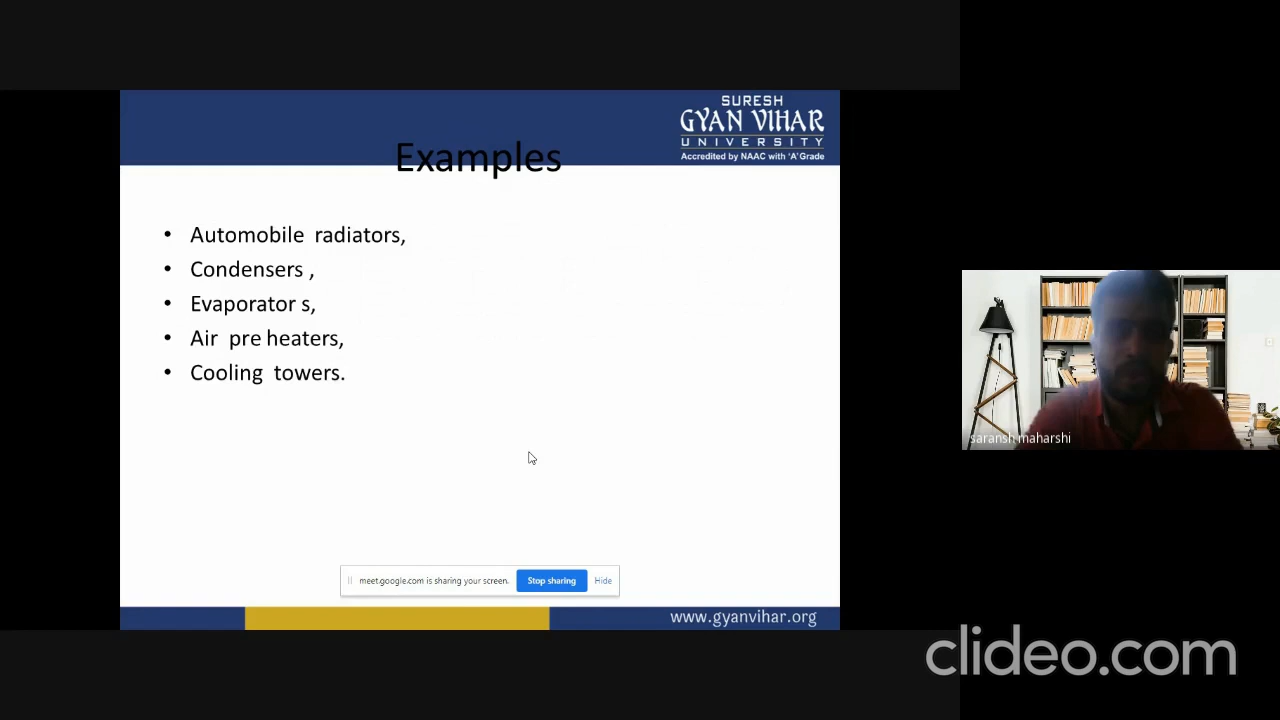 SURESH
GYAN VIHAR
UNIVERSITY
Accredited by NAAC with 'A' Grade
Examples
• Automobile radiators,
• Condensers ,
• Evaporator s,
• Air pre heaters,
• Cooling towers.
saransh maharshi
meet.google.com is sharing your screen.
Stop sharing
Hide
www.gyanvihar.org
clideo.com